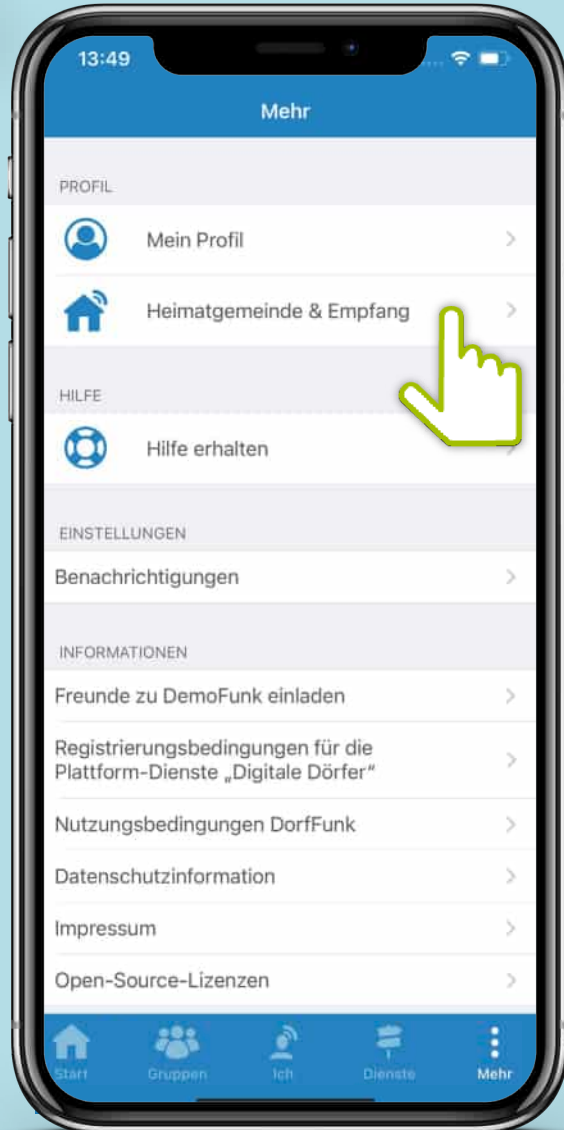 13:49
Mehr
PROFIL
Mein Profil
Heimatgemeinde & Empfang
HILFE
Hilfe erhalten
EINSTELLUNGEN
Benachrichtigungen
INFORMATIONEN
Freunde zu DemoFunk einladen
Registrierungsbedingungen für die
Plattform-Dienste „Digitale Dörfer“
Nutzungsbedingungen DorfFunk
Datenschutzinformation
Impressum
Open-Source-Lizenzen
Start Gruppen Ich Dienste Mehr